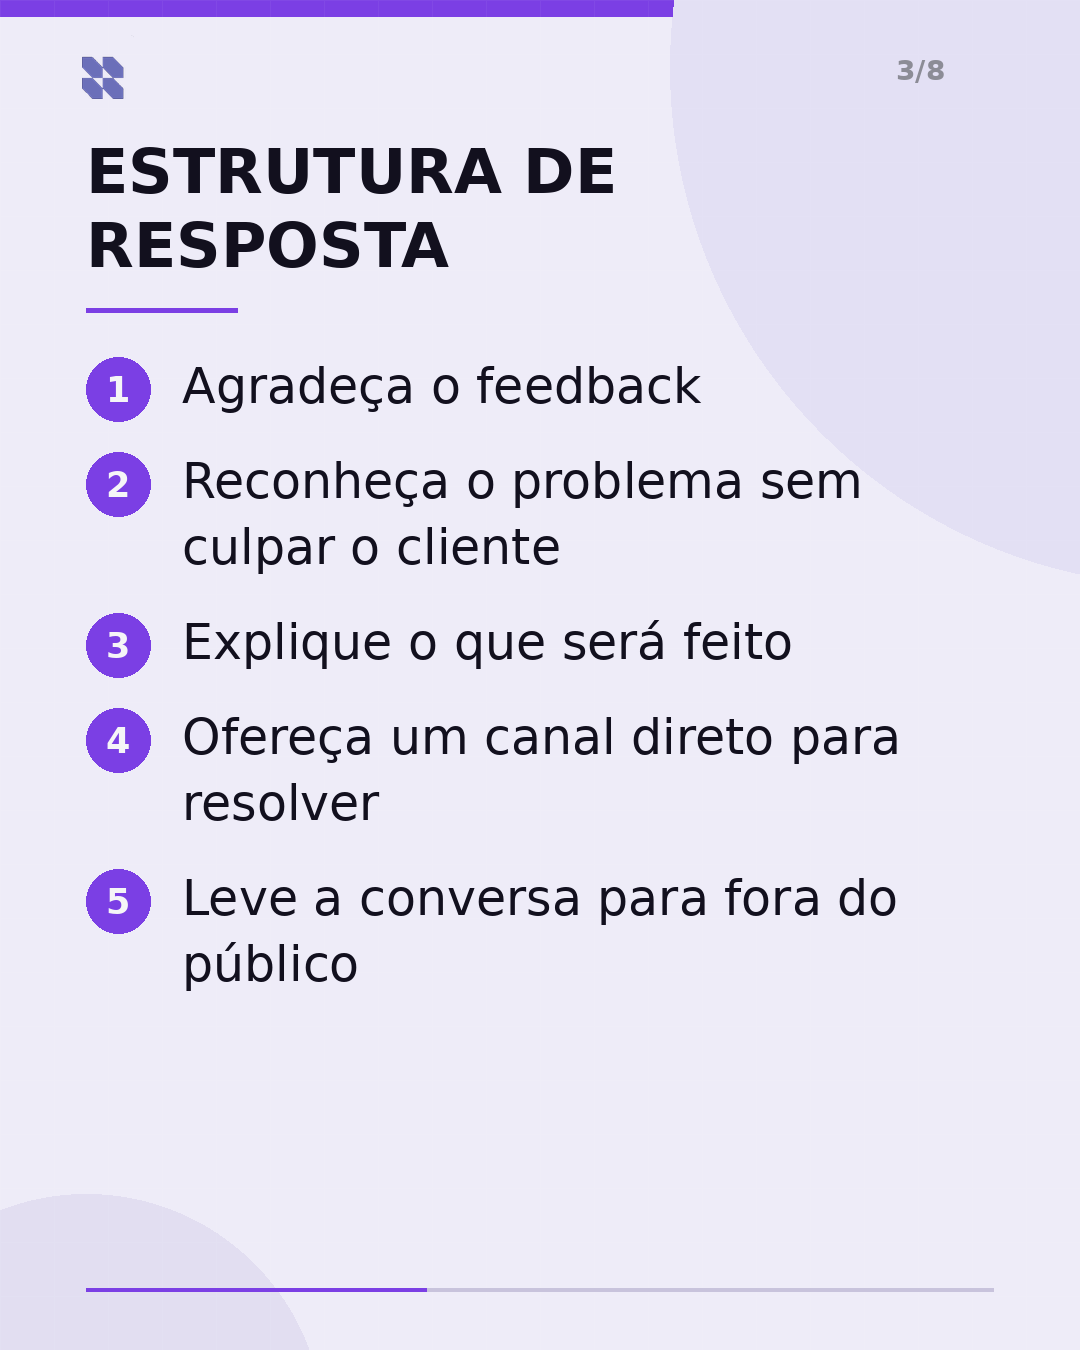 3/8
ESTRUTURA DE
RESPOSTA
1 Agradeça o feedback
2 Reconheça o problema sem
culpar o cliente
3 Explique o que será feito
4 Ofereça um canal direto para
resolver
5 Leve a conversa para fora do
público